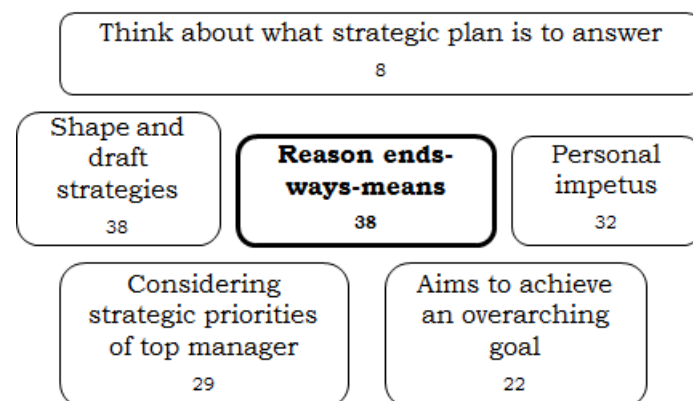 Think about what strategic plan is to answer
8
Shape and
draft
strategies
38
Reason ends-
ways-means
38
Personal
impetus
32
Considering
strategic priorities
of top manager
29
Aims to achieve
an overarching
goal
22